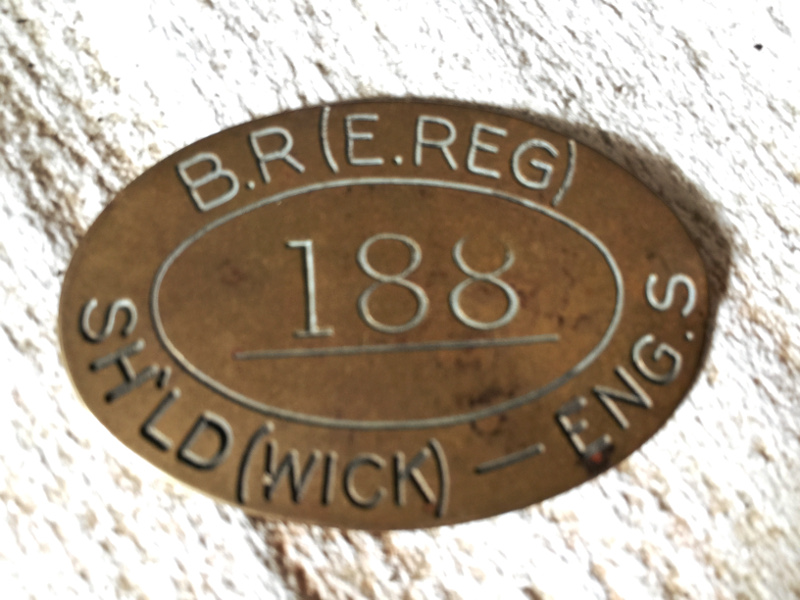 B.R (E.REG)
188
SH'LD (WICK) — ENG.S